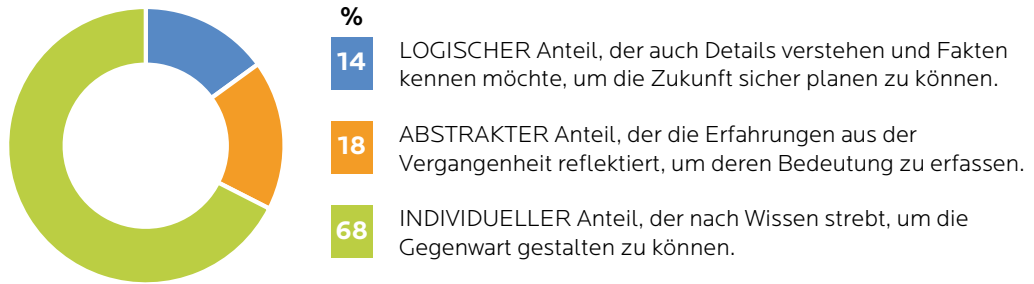 %
14 LOGISCHER Anteil, der auch Details verstehen und Fakten
kennen möchte, um die Zukunft sicher planen zu können.
18 ABSTRAKTER Anteil, der die Erfahrungen aus der
Vergangenheit reflektiert, um deren Bedeutung zu erfassen.
68 INDIVIDUELLER Anteil, der nach Wissen strebt, um die
Gegenwart gestalten zu können.